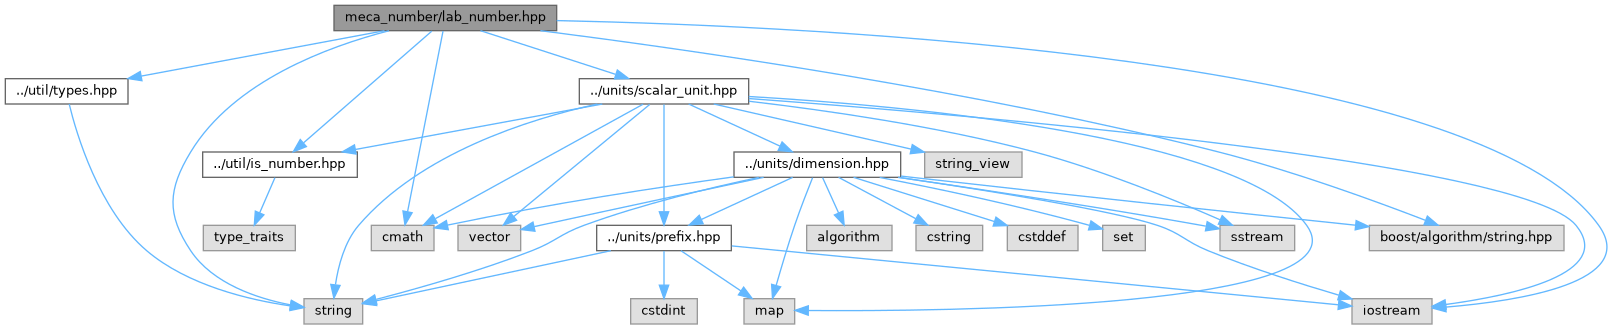 meca_number/lab_number.hpp
../util/types.hpp
../units/scalar_unit.hpp
../util/is_number.hpp
../units/dimension.hpp
string_view
type_traits
cmath
vector
../units/prefix.hpp
algorithm
cstring
cstddef
set
sstream
boost/algorithm/string.hpp
string
cstdint
map
iostream